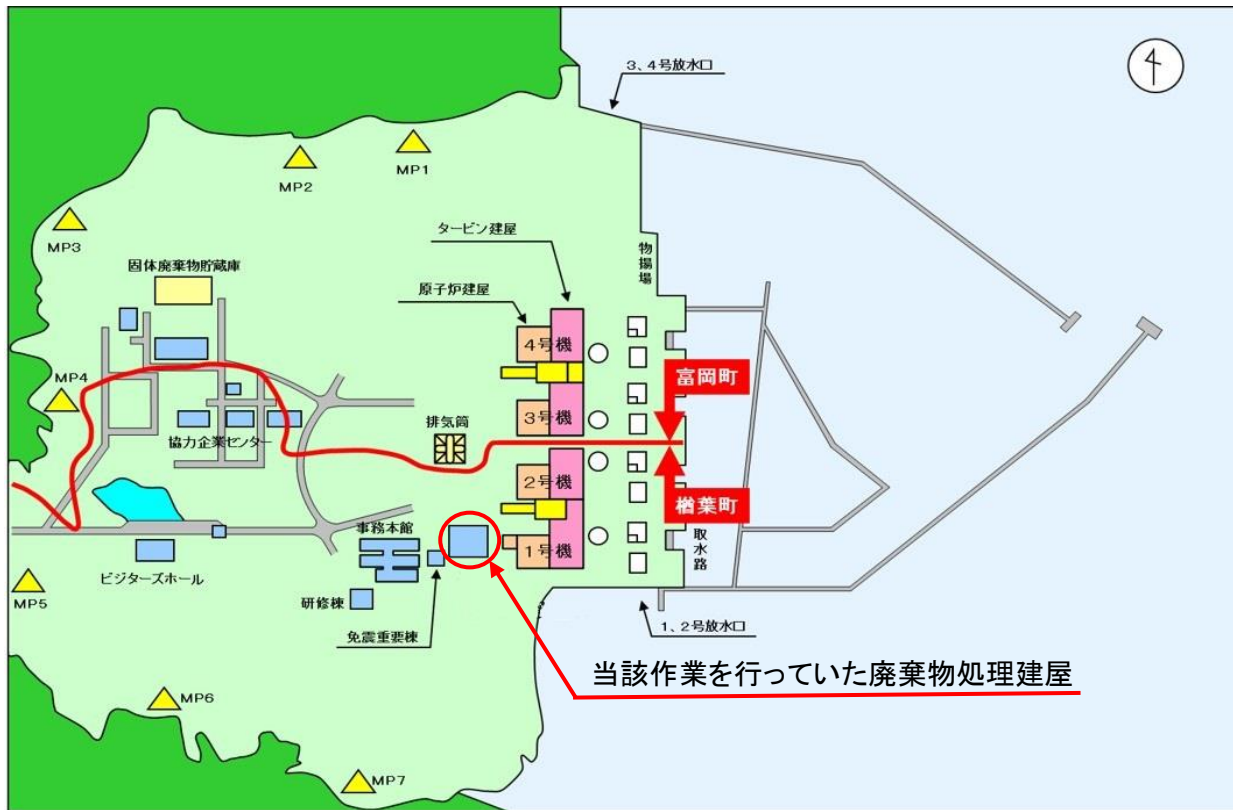 3、4号放水口
MP1
MP2
MP3
タービン建屋
物揚場
固体廃棄物貯蔵庫
原子炉建屋
4号機
富岡町
MP4
3号機
排気筒
協力企業センター
2号機
楢葉町
事務本館
取水路
1号機
ビジターズホール
MP5
研修棟
免震重要棟
1、2号放水口
当該作業を行っていた廃棄物処理建屋
MP6
MP7